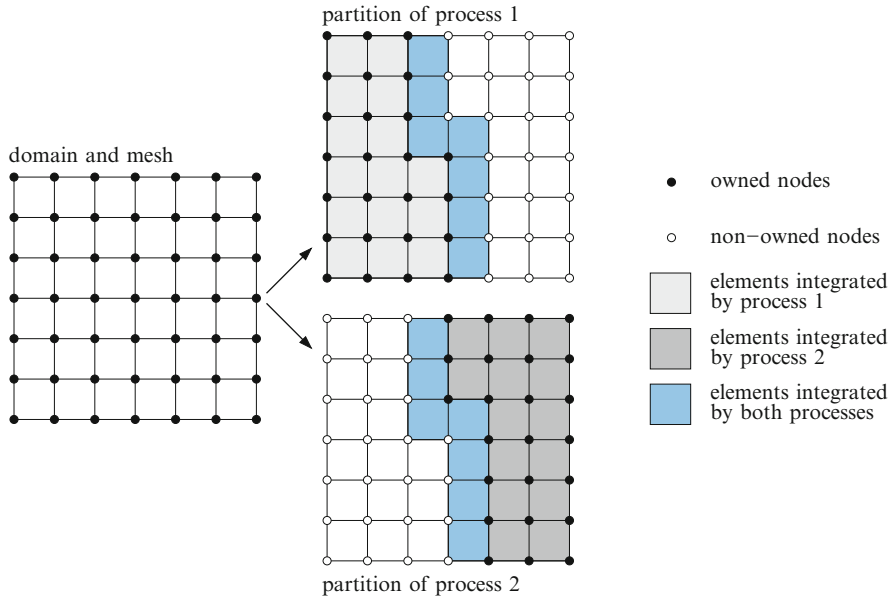 partition of process 1
domain and mesh
owned nodes
non−owned nodes
elements integrated
by process 1
elements integrated
by process 2
elements integrated
by both processes
partition of process 2